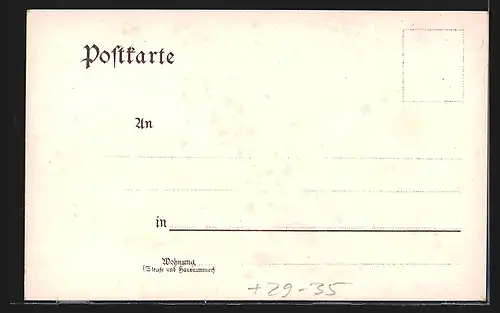 Postkarte
An
in
Wohnung
(Straße und Hausnummer)
+29-35